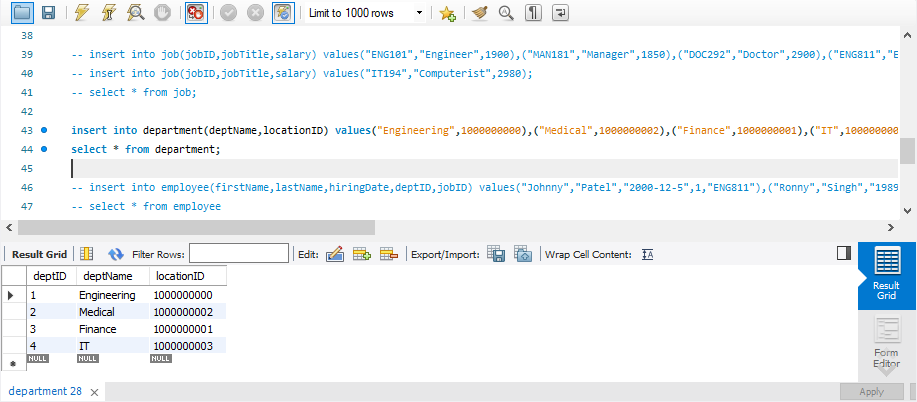 Limit to 1000 rows
38
39 -- insert into job(jobID,jobTitle,salary) values("ENG101","Engineer",1900),("MAN181","Manager",1850),("DOC292","Doctor",2900),("ENG811","E
40 -- insert into job(jobID,jobTitle,salary) values("IT194","Computerist",2980);
41 -- select * from job;
42
43 insert into department(deptName,locationID) values("Engineering",1000000000),("Medical",1000000002),("Finance",1000000001),("IT",1000000000
44 select * from department;
45
46 -- insert into employee(firstName,lastName,hiringDate,deptID,jobID) values("Johnny","Patel","2000-12-5",1,"ENG811"),("Ronny","Singh","1989
47 -- select * from employee
Result Grid Filter Rows: Edit: Export/Import: Wrap Cell Content:
deptID deptName locationID
1 Engineering 1000000000
2 Medical 1000000002
3 Finance 1000000001
4 IT 1000000003
NULL NULL NULL
Result
Grid
Form
Editor
department 28
Apply